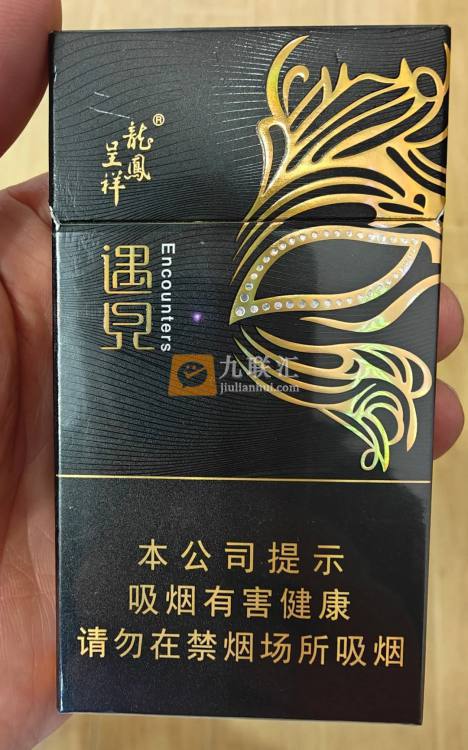 龍鳳®
呈祥
遇见
Encounters
九联汇
jiulianhui.com
本公司提示
吸烟有害健康
请勿在禁烟场所吸烟